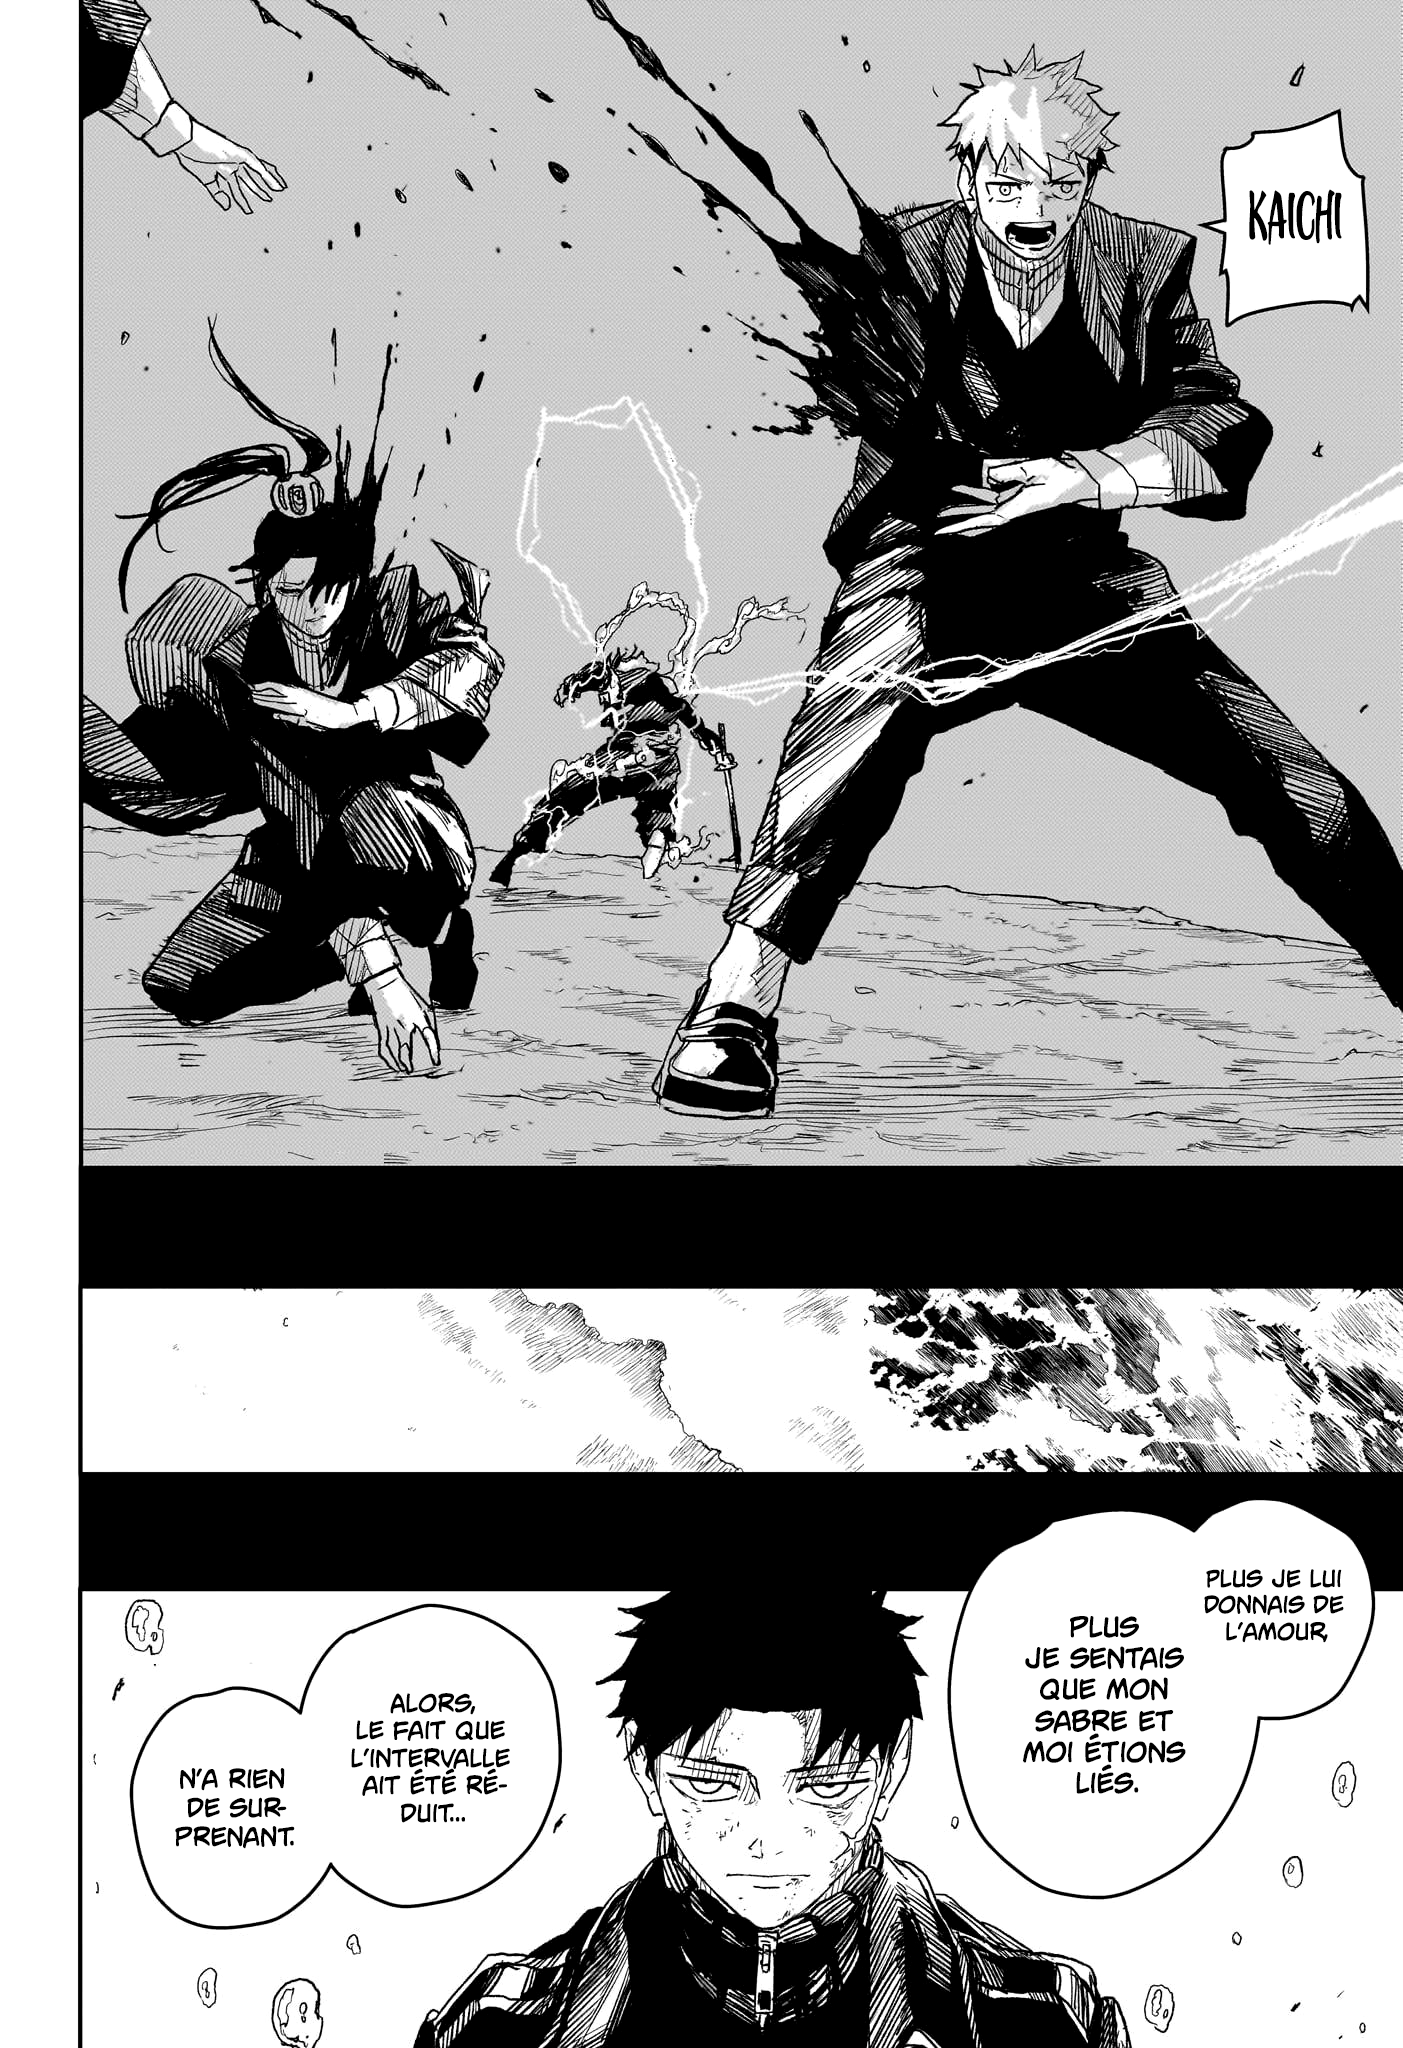 KAICHI
PLUS JE LUI
DONNAIS DE
L'AMOUR,
PLUS
JE SENTAIS
QUE MON
SABRE ET
MOI ÉTIONS
LIÉS.
ALORS,
LE FAIT QUE
L'INTERVALLE
AIT ÉTÉ RÉ-
DUIT...
N'A RIEN
DE SUR-
PRENANT.